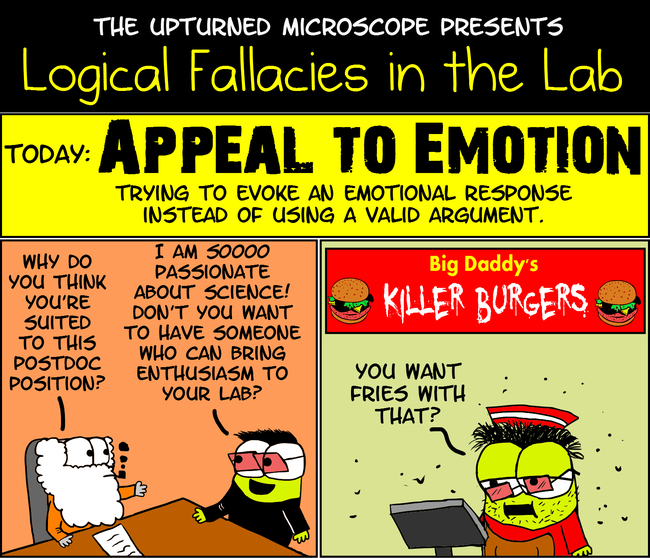 THE UPTURNED MICROSCOPE PRESENTS
Logical Fallacies in the Lab
TODAY: APPEAL TO EMOTION
TRYING TO EVOKE AN EMOTIONAL RESPONSE
INSTEAD OF USING A VALID ARGUMENT.
WHY DO
YOU THINK
YOU'RE
SUITED
TO THIS
POSTDOC
POSITION?
I AM SOOOO
PASSIONATE
ABOUT SCIENCE!
DON'T YOU WANT
TO HAVE SOMEONE
WHO CAN BRING
ENTHUSIASM TO
YOUR LAB?
Big Daddy's
KILLER BURGERS
YOU WANT
FRIES WITH
THAT?